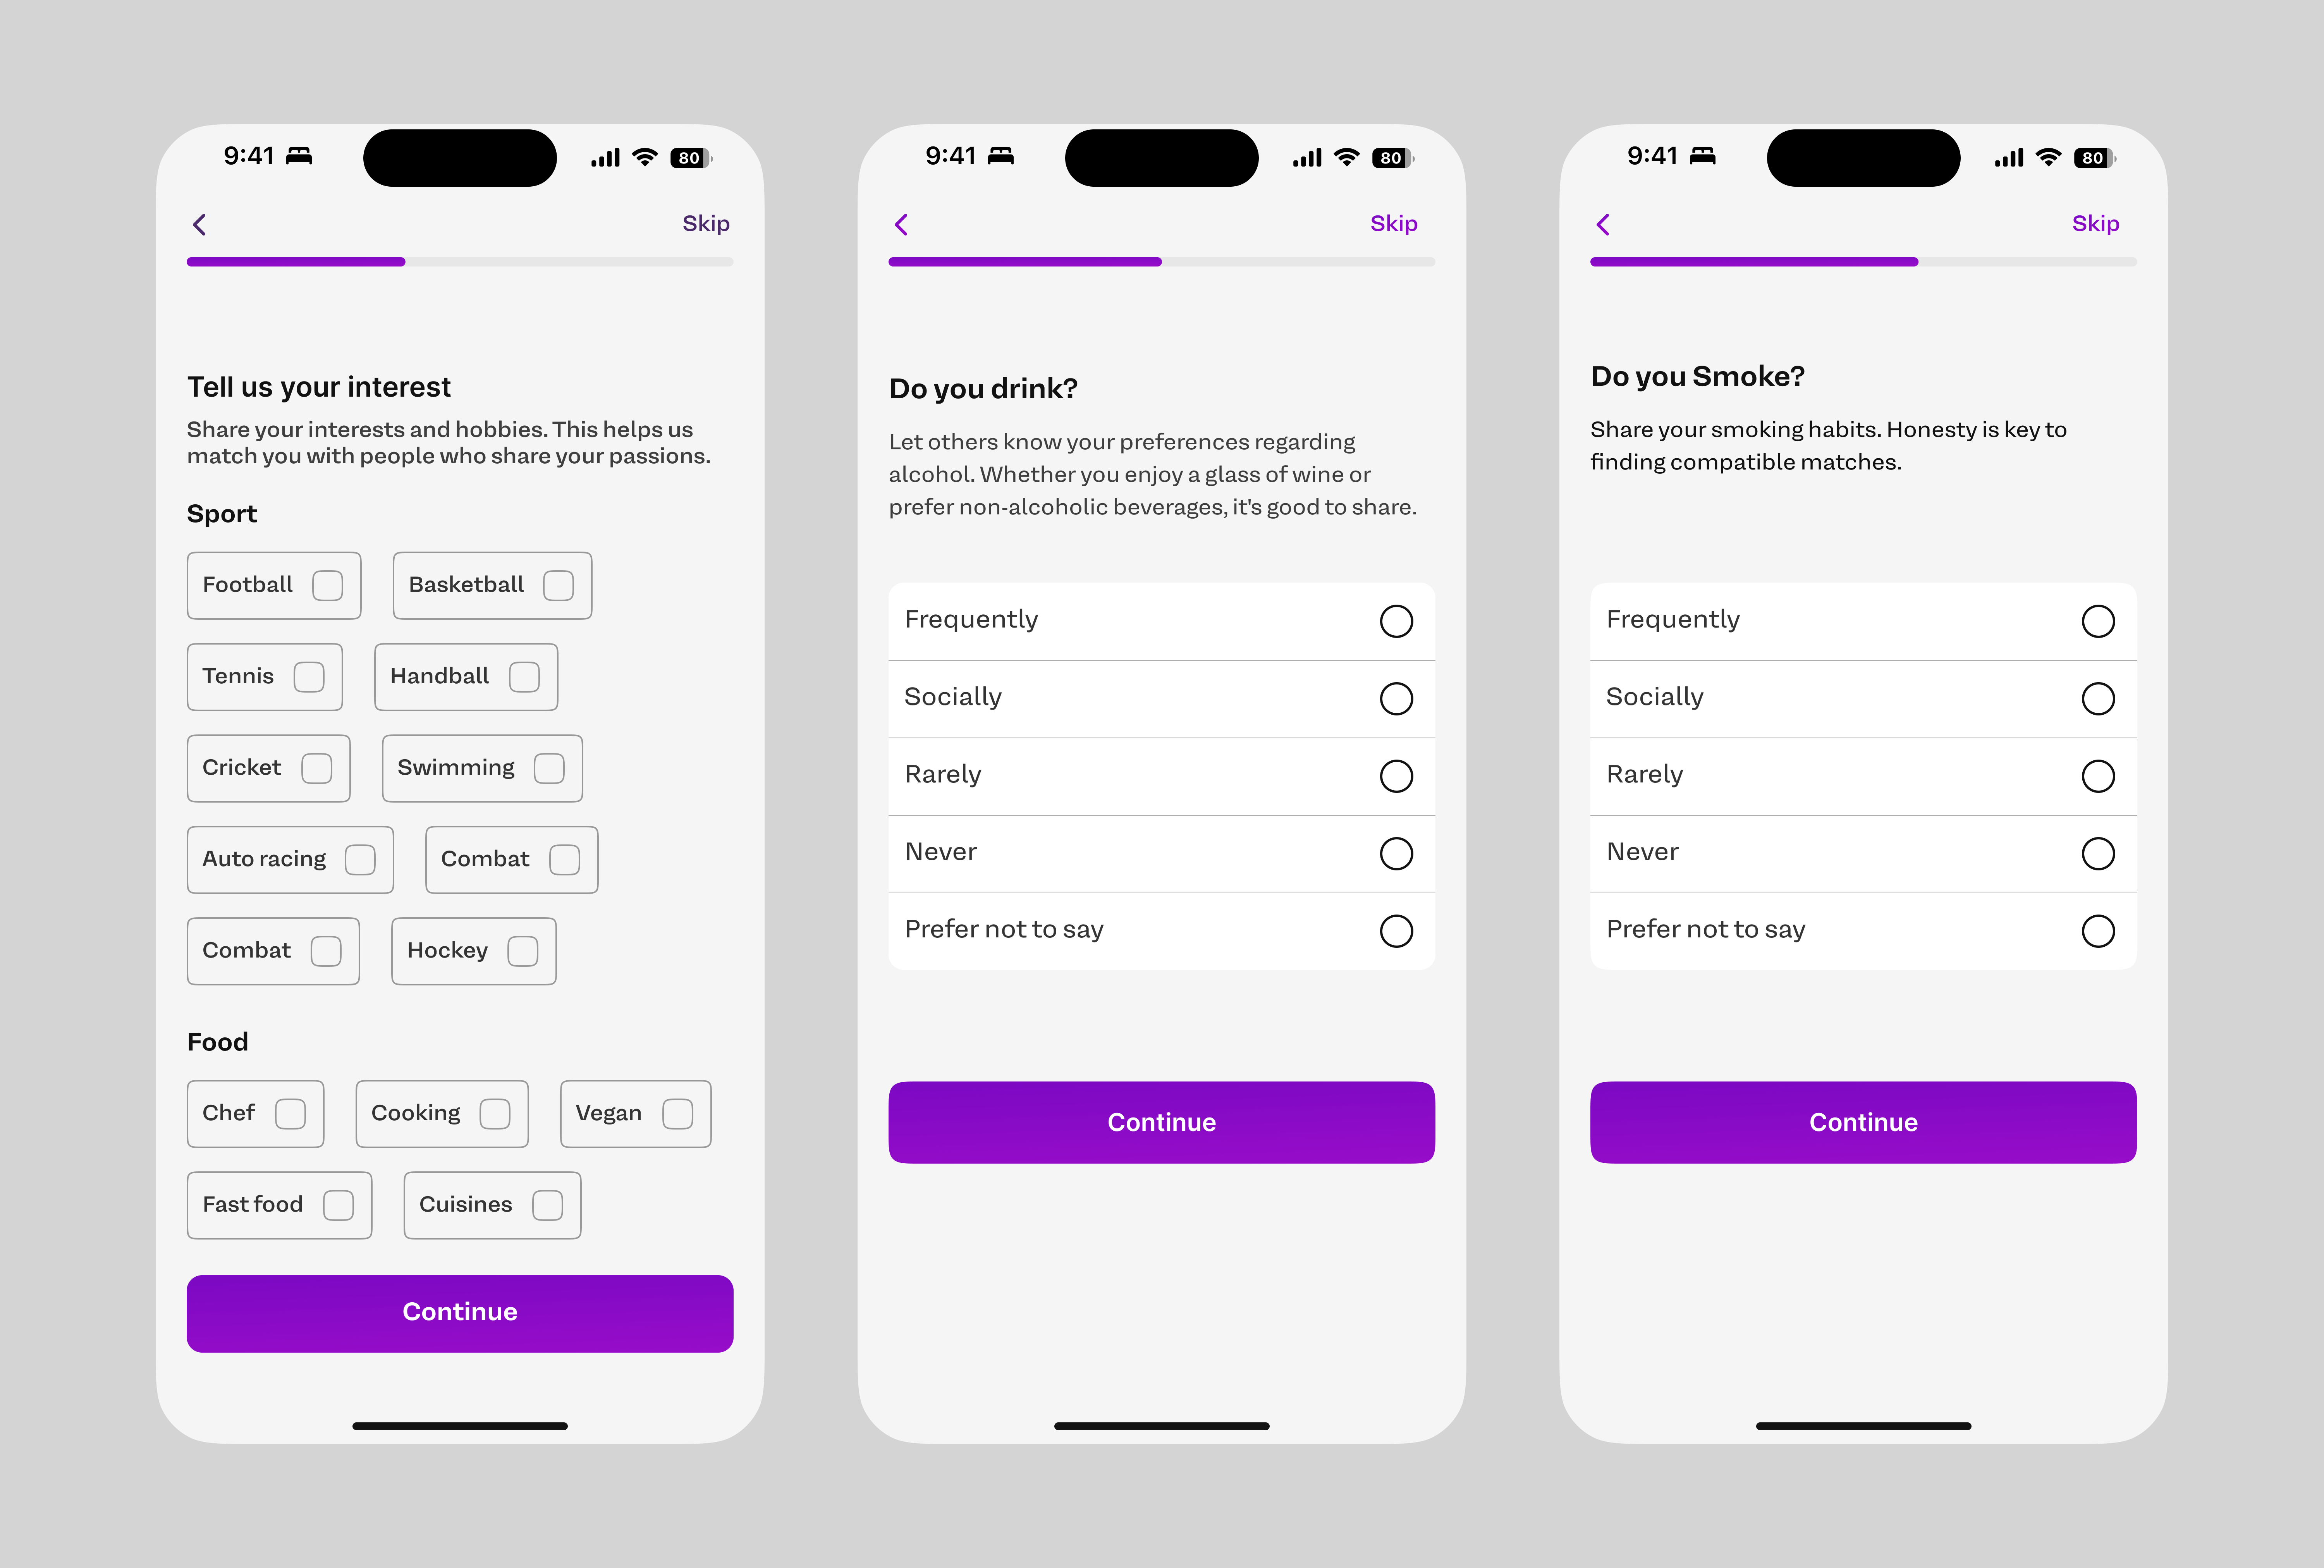 9:41
80
Skip
Tell us your interest
Share your interests and hobbies. This helps us
match you with people who share your passions.
Sport
Football
Basketball
Tennis
Handball
Cricket
Swimming
Auto racing
Combat
Combat
Hockey
Food
Chef
Cooking
Vegan
Fast food
Cuisines
Continue
9:41
80
Skip
Do you drink?
Let others know your preferences regarding
alcohol. Whether you enjoy a glass of wine or
prefer non-alcoholic beverages, it's good to share.
Frequently
Socially
Rarely
Never
Prefer not to say
Continue
9:41
80
Skip
Do you Smoke?
Share your smoking habits. Honesty is key to
finding compatible matches.
Frequently
Socially
Rarely
Never
Prefer not to say
Continue